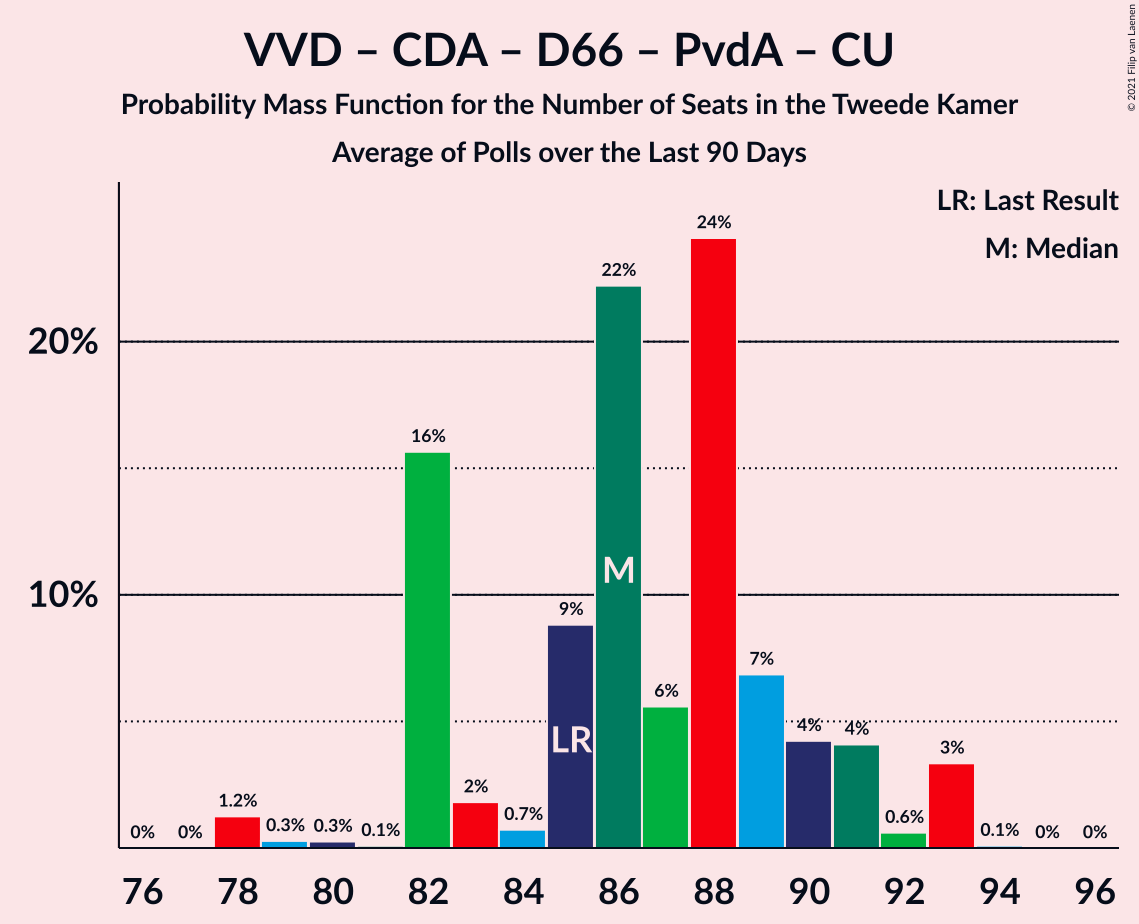 VVD – CDA – D66 – PvdA – CU
Probability Mass Function for the Number of Seats in the Tweede Kamer
Average of Polls over the Last 90 Days
© 2021 Filip van Laenen
LR: Last Result
M: Median
20%
10%
0%
0%
1.2%
0.3%
0.3%
0.1%
16%
2%
0.7%
9%
22%
6%
24%
7%
4%
4%
0.6%
3%
0.1%
0%
0%
LR
M
76 78 80 82 84 86 88 90 92 94 96